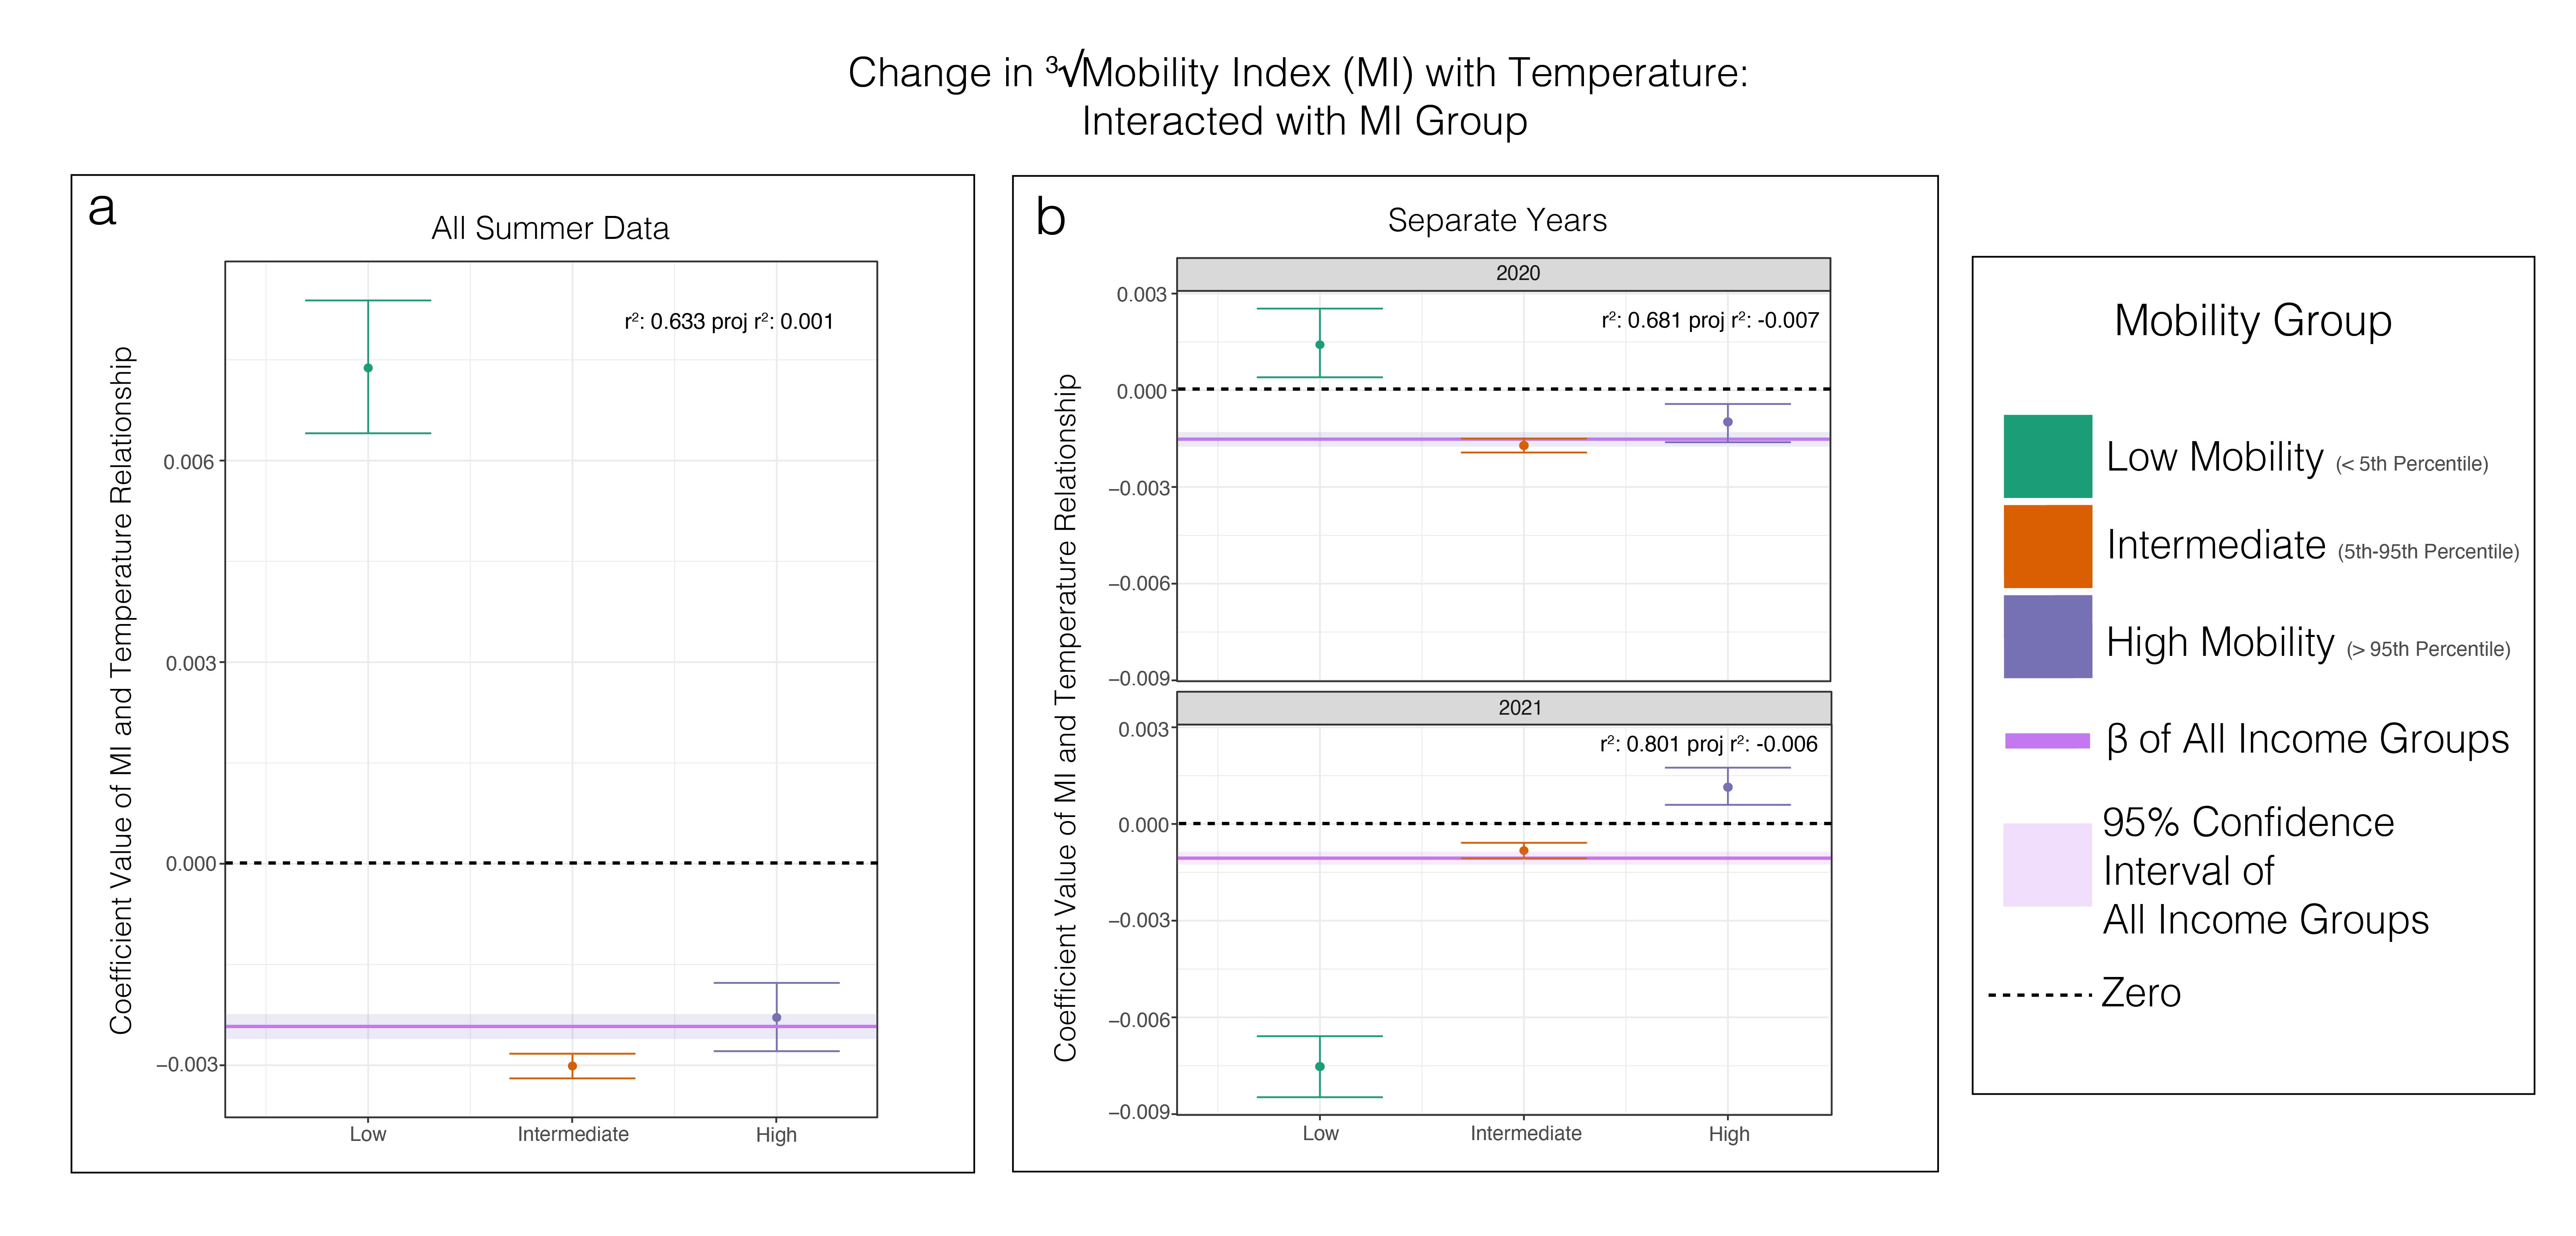 Change in ³√Mobility Index (MI) with Temperature:
Interacted with MI Group
a
All Summer Data
r²: 0.633 proj r²: 0.001
Coefficient Value of MI and Temperature Relationship
0.006
0.003
0.000
−0.003
Low
Intermediate
High
b
Separate Years
Coefficient Value of MI and Temperature Relationship
2020
r²: 0.681 proj r²: -0.007
0.003
0.000
−0.003
−0.006
−0.009
2021
r²: 0.801 proj r²: -0.006
0.003
0.000
−0.003
−0.006
−0.009
Low
Intermediate
High
Mobility Group
Low Mobility (< 5th Percentile)
Intermediate (5th-95th Percentile)
High Mobility (> 95th Percentile)
β of All Income Groups
95% Confidence
Interval of
All Income Groups
Zero